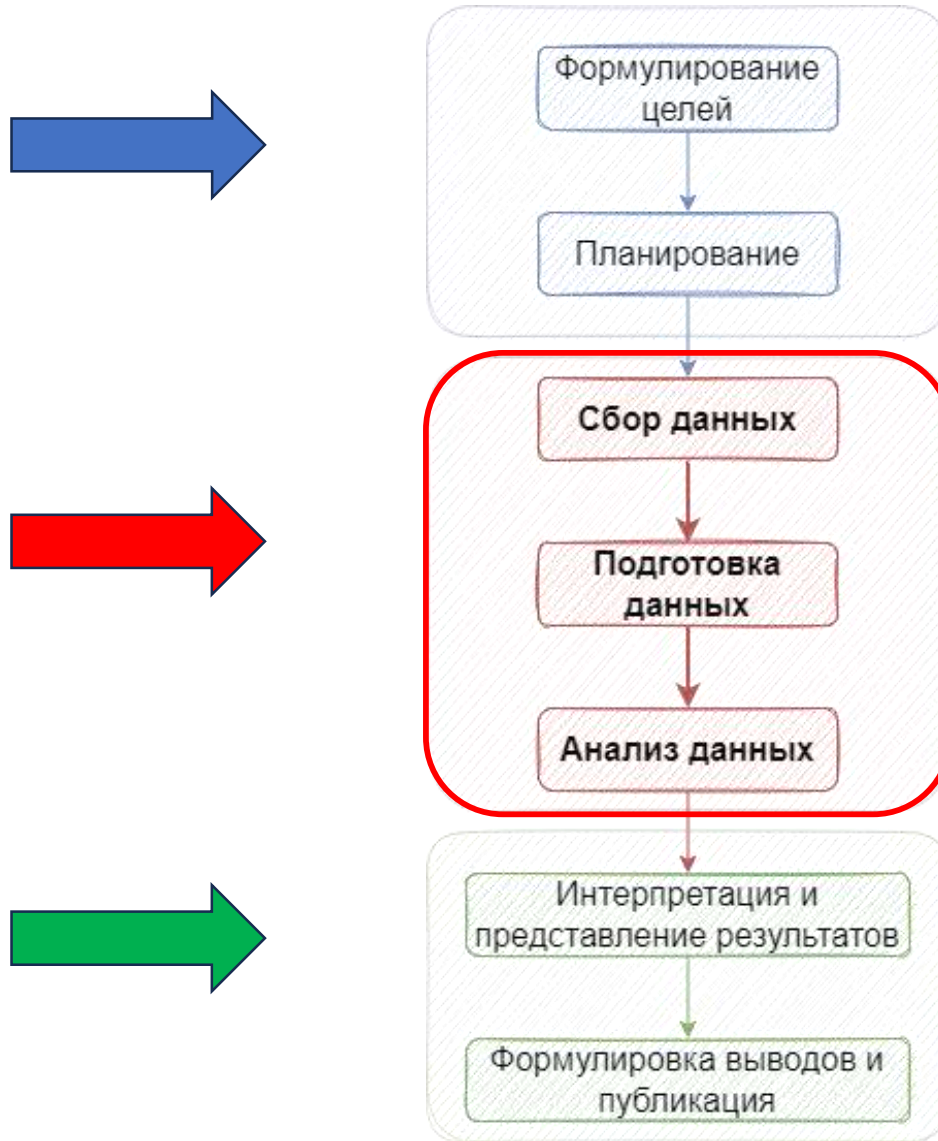 Формулирование
целей
Планирование
Сбор данных
Подготовка
данных
Анализ данных
Интерпретация и
представление результатов
Формулировка выводов и
публикация